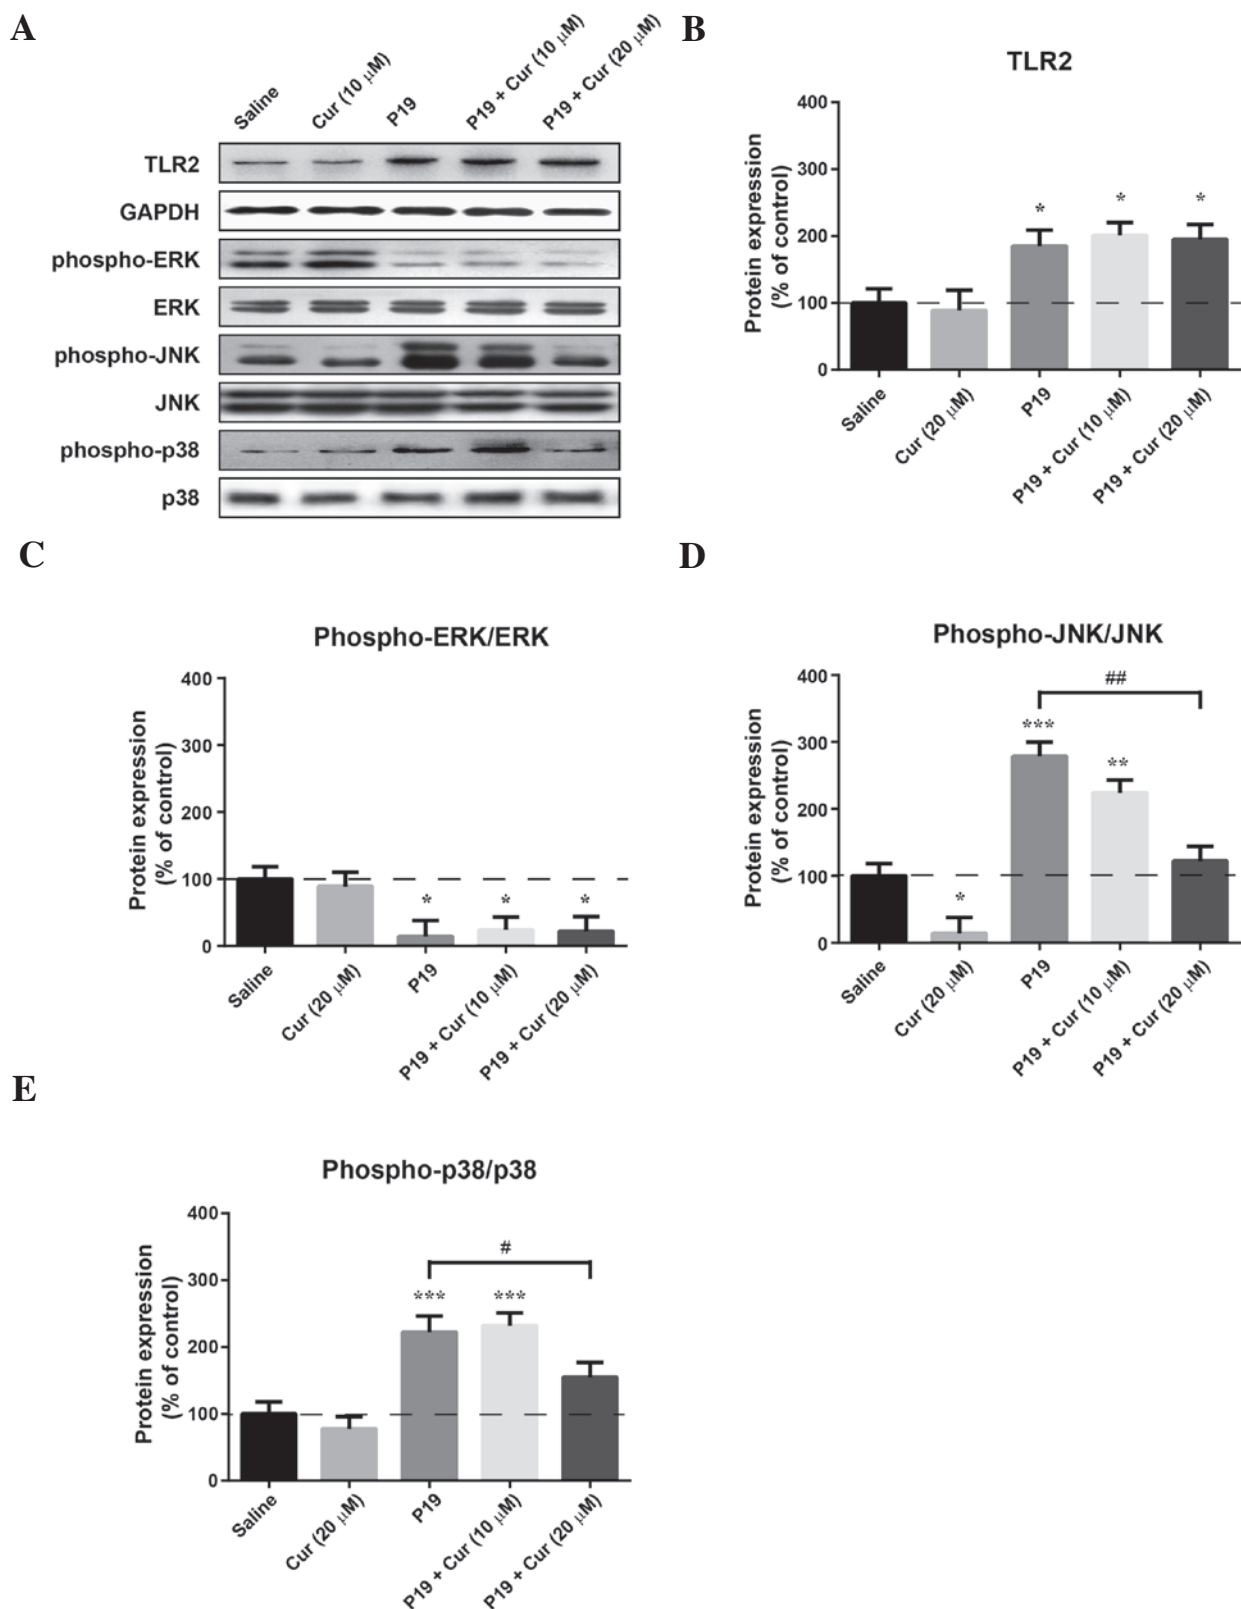 A
Saline
Cur (10 μM)
P19
P19 + Cur (10 μM)
P19 + Cur (20 μM)
TLR2
GAPDH
phospho-ERK
ERK
phospho-JNK
JNK
phospho-p38
p38
B
TLR2
Protein expression
(% of control)
400
300
200
100
0
*
*
*
Saline
Cur (20 μM)
P19
P19 + Cur (10 μM)
P19 + Cur (20 μM)
C
Phospho-ERK/ERK
Protein expression
(% of control)
400
300
200
100
0
*
*
*
Saline
Cur (20 μM)
P19
P19 + Cur (10 μM)
P19 + Cur (20 μM)
D
Phospho-JNK/JNK
Protein expression
(% of control)
400
300
200
100
0
##
*
***
**
Saline
Cur (20 μM)
P19
P19 + Cur (10 μM)
P19 + Cur (20 μM)
E
Phospho-p38/p38
Protein expression
(% of control)
400
300
200
100
0
#
***
***
Saline
Cur (20 μM)
P19
P19 + Cur (10 μM)
P19 + Cur (20 μM)